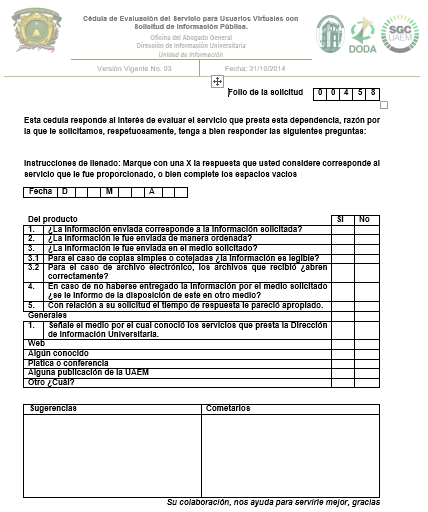 Cédula de Evaluación del Servicio para Usuarios Virtuales con
Solicitud de Información Pública.
Oficina del Abogado General
Dirección de Información Universitaria
Unidad de Información
Versión Vigente No. 03 Fecha: 31/10/2014
DODA
SGC
UAEM
Folio de la solicitud 0 0 4 5 8
Esta cedula responde al interés de evaluar el servicio que presta esta dependencia, razón por
la que le solicitamos, respetuosamente, tenga a bien responder las siguientes preguntas:
Instrucciones de llenado: Marque con una X la respuesta que usted considere corresponde al
servicio que le fue proporcionado, o bien complete los espacios vacíos
Fecha D M A
Del producto Si No
1. ¿La información enviada corresponde a la información solicitada?
2. ¿La información le fue enviada de manera ordenada?
3. ¿La información le fue enviada en el medio solicitado?
3.1 Para el caso de copias simples o cotejadas ¿la información es legible?
3.2 Para el caso de archivo electrónico, los archivos que recibió ¿abren
correctamente?
4. En caso de no haberse entregado la información por el medio solicitado
¿se le informo de la disposición de este en otro medio?
5. Con relación a su solicitud el tiempo de respuesta le pareció apropiado.
Generales
1. Señale el medio por el cual conoció los servicios que presta la Dirección
de Información Universitaria.
Web
Algún conocido
Platica o conferencia
Alguna publicación de la UAEM
Otro ¿Cuál?
Sugerencias Cometarios
Su colaboración, nos ayuda para servirle mejor, gracias